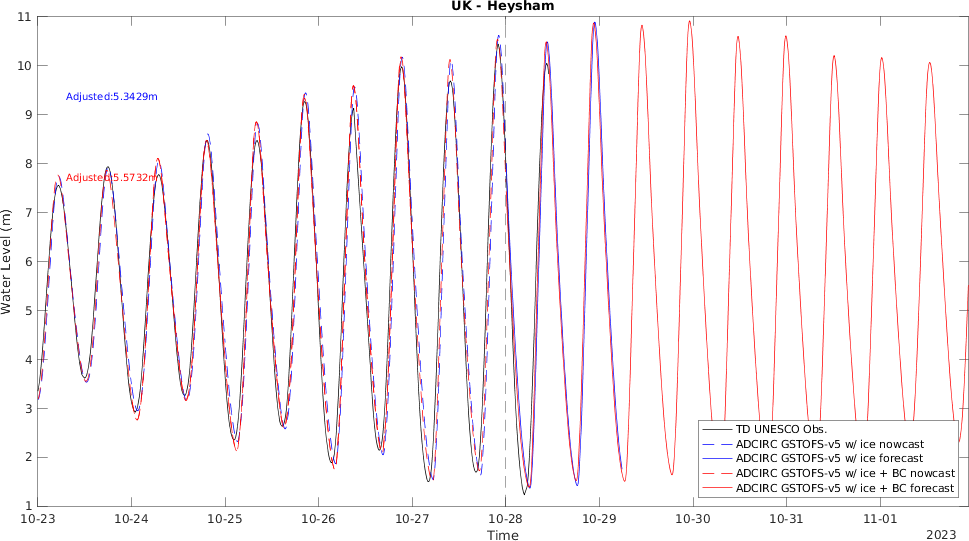 UK - Heysham
11
10
9
8
7
6
5
4
3
2
1
Water Level (m)
Adjusted:5.3429m
Adjusted:5.5732m
TD UNESCO Obs.
ADCIRC GSTOFS-v5 w/ ice nowcast
ADCIRC GSTOFS-v5 w/ ice forecast
ADCIRC GSTOFS-v5 w/ ice + BC nowcast
ADCIRC GSTOFS-v5 w/ ice + BC forecast
10-23 10-24 10-25 10-26 10-27 10-28 10-29 10-30 10-31 11-01
Time
2023